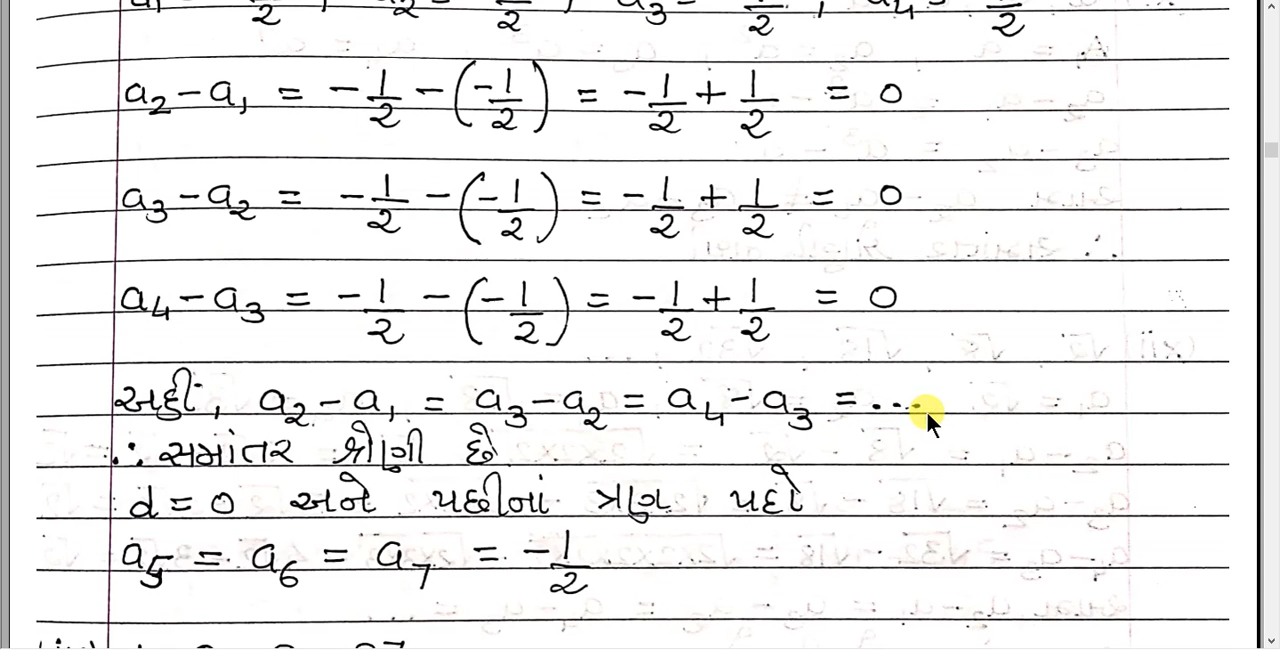 a₂ - a₁ = -1/2 - (-1/2) = -1/2 + 1/2 = 0
a₃ - a₂ = -1/2 - (-1/2) = -1/2 + 1/2 = 0
a₄ - a₃ = -1/2 - (-1/2) = -1/2 + 1/2 = 0
અહીં, a₂ - a₁ = a₃ - a₂ = a₄ - a₃ = ...
∴ સમાંતર શ્રેણી છે
d = 0 અને પછીનાં ત્રણ પદો
a₅ = a₆ = a₇ = -1/2